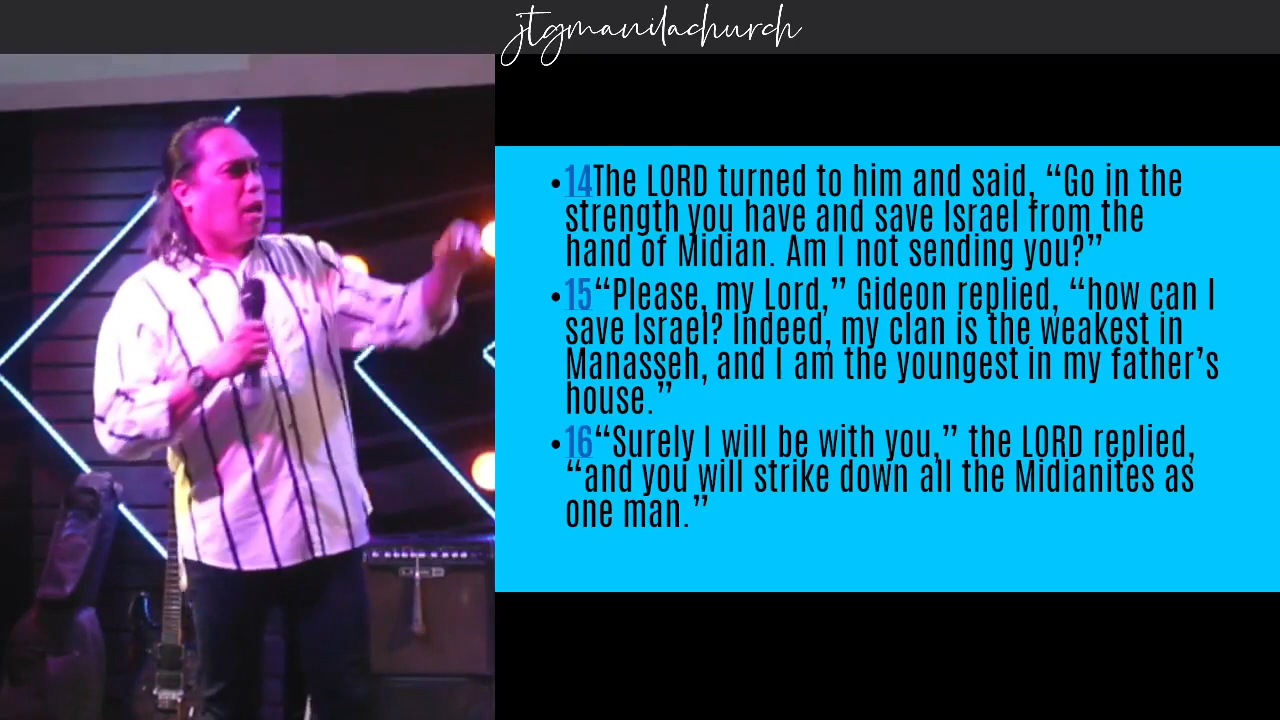 jtgmanilachurch
•14The LORD turned to him and said, “Go in the
strength you have and save Israel from the
hand of Midian. Am I not sending you?”
•15“Please, my Lord,” Gideon replied, “how can I
save Israel? Indeed, my clan is the weakest in
Manasseh, and I am the youngest in my father’s
house.”
•16“Surely I will be with you,” the LORD replied,
“and you will strike down all the Midianites as
one man.”